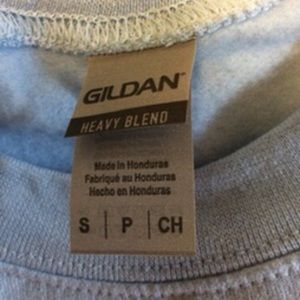 GILDAN
HEAVY BLEND
Made in Honduras
Fabriqué au Honduras
Hecho en Honduras
S | P | CH